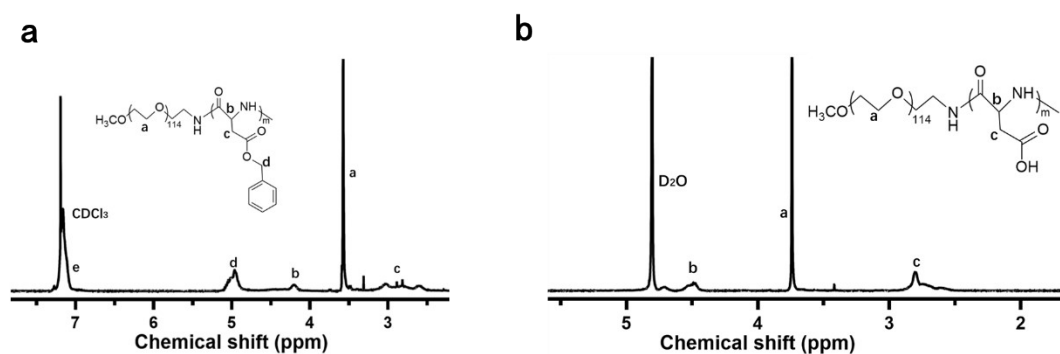 a
O
H₃CO
a
O
114
N
H
b
NH
m
c
O
O
d
CDCl₃
e
d
b
a
c
7 6 5 4 3
Chemical shift (ppm)
b
O
H₃CO
a
O
114
N
H
b
NH
m
c
O
OH
D₂O
b
a
c
5 4 3 2
Chemical shift (ppm)